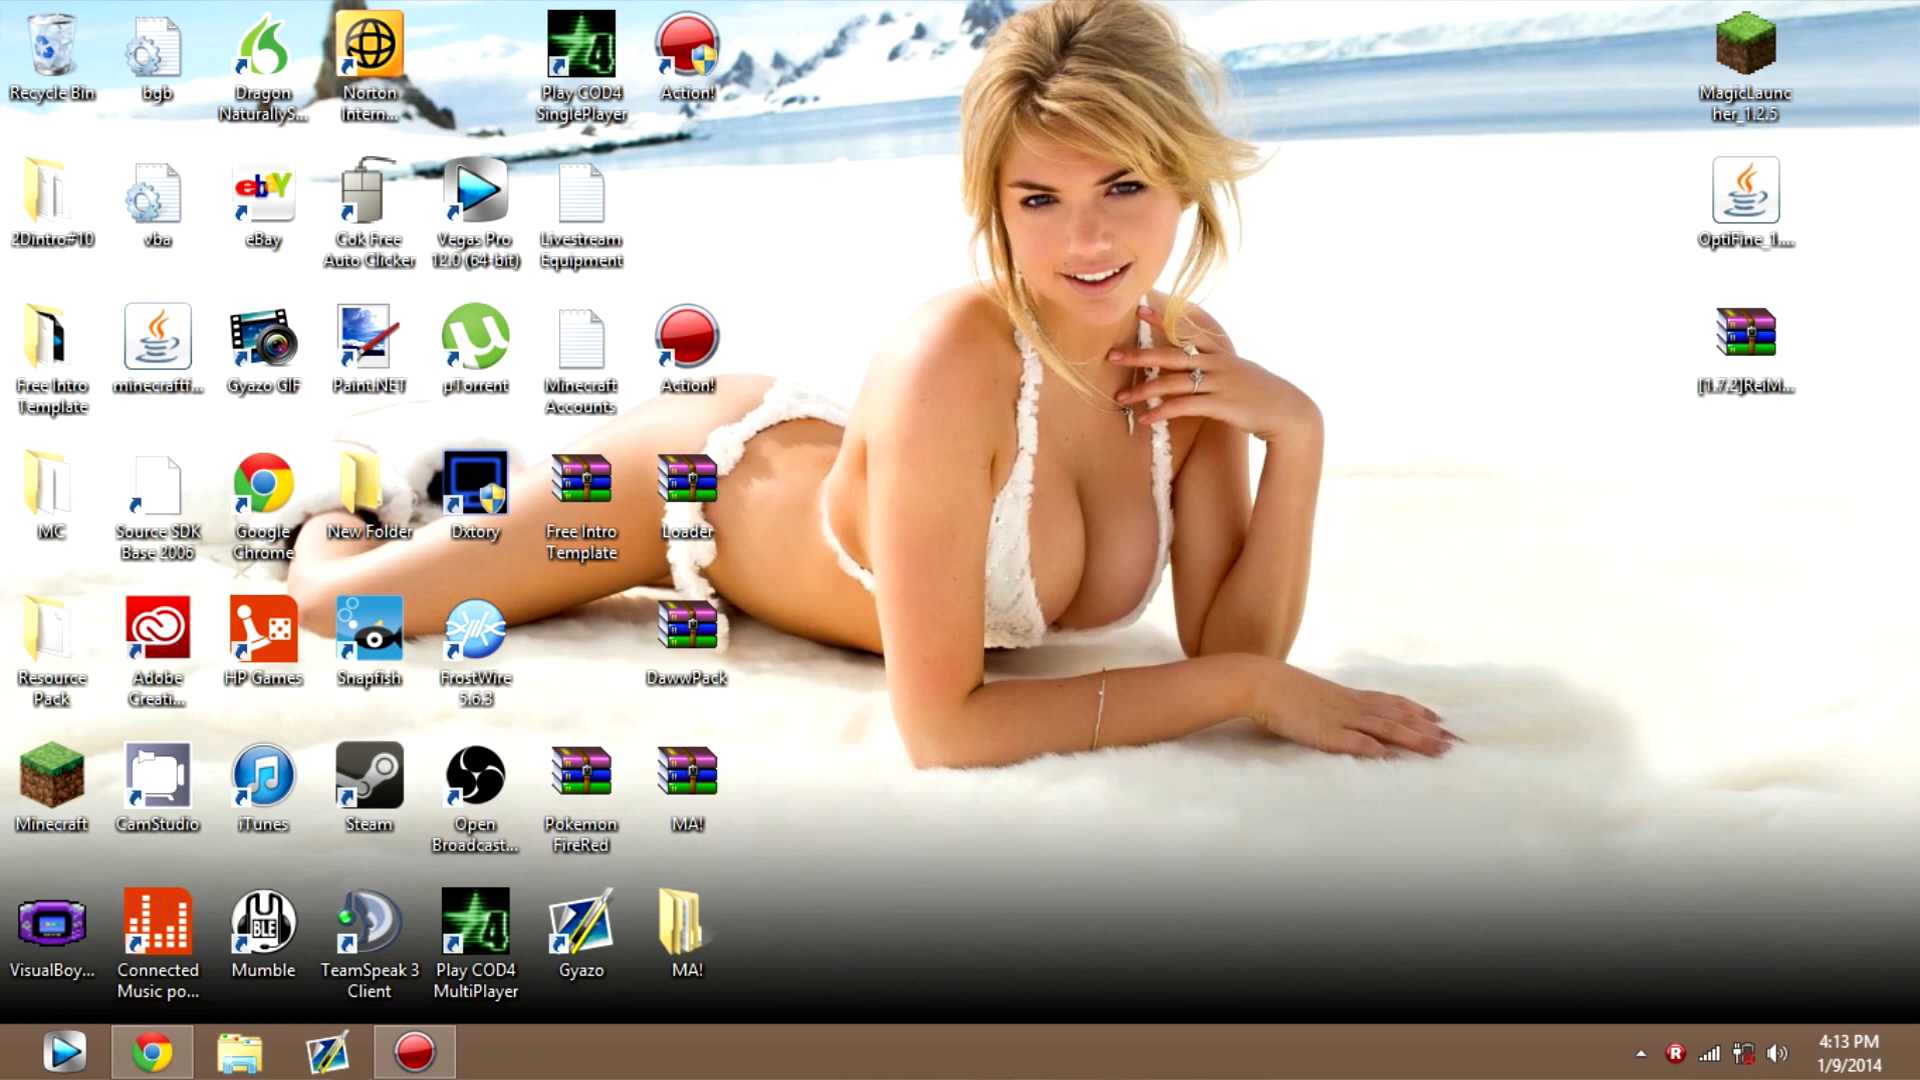 Recycle Bin
bgb
Dragon
NaturallyS...
Norton
Intern...
Play COD4
SinglePlayer
Action!
MagicLaunc
her_1.2.5
2Dintro#10
vba
ebaY
eBay
Gok Free
Auto Clicker
Vegas Pro
12.0 (64-bit)
Livestream
Equipment
OptiFine_1....
Free Intro
Template
minecraftf...
Gyazo GIF
Paint.NET
µTorrent
Minecraft
Accounts
Action!
[1.7.2]ReiM...
MC
Source SDK
Base 2006
Google
Chrome
New Folder
Dxtory
Free Intro
Template
Loader
Resource
Pack
Adobe
Creati...
HP Games
Snapfish
FrostWire
5.6.3
DawwPack
Minecraft
CamStudio
iTunes
Steam
Open
Broadcast...
Pokemon
FireRed
MA!
VisualBoy...
Connected
Music po...
BLE
Mumble
TeamSpeak 3
Client
Play COD4
MultiPlayer
Gyazo
MA!
R
4:13 PM
1/9/2014